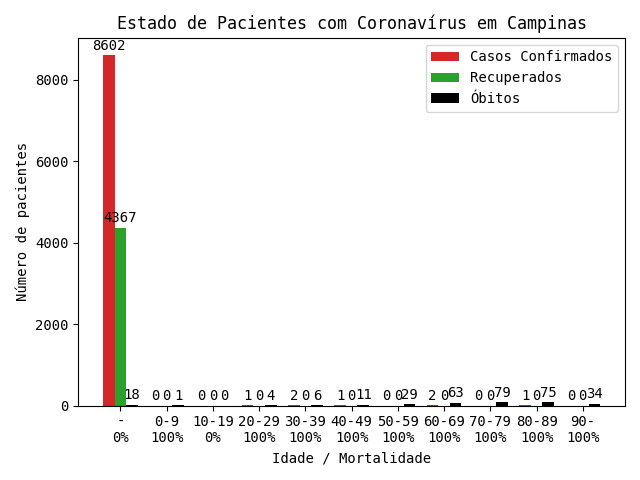 Estado de Pacientes com Coronavírus em Campinas
Casos Confirmados
Recuperados
Óbitos
Número de pacientes
8000
6000
4000
2000
0
8602
4367
18
0 0 1
0 0 0
1 0 4
2 0 6
1 0 11
0 0 29
2 0 63
0 0 79
1 0 75
0 0 34
- 0-9 10-19 20-29 30-39 40-49 50-59 60-69 70-79 80-89 90-
0% 100% 0% 100% 100% 100% 100% 100% 100% 100% 100%
Idade / Mortalidade